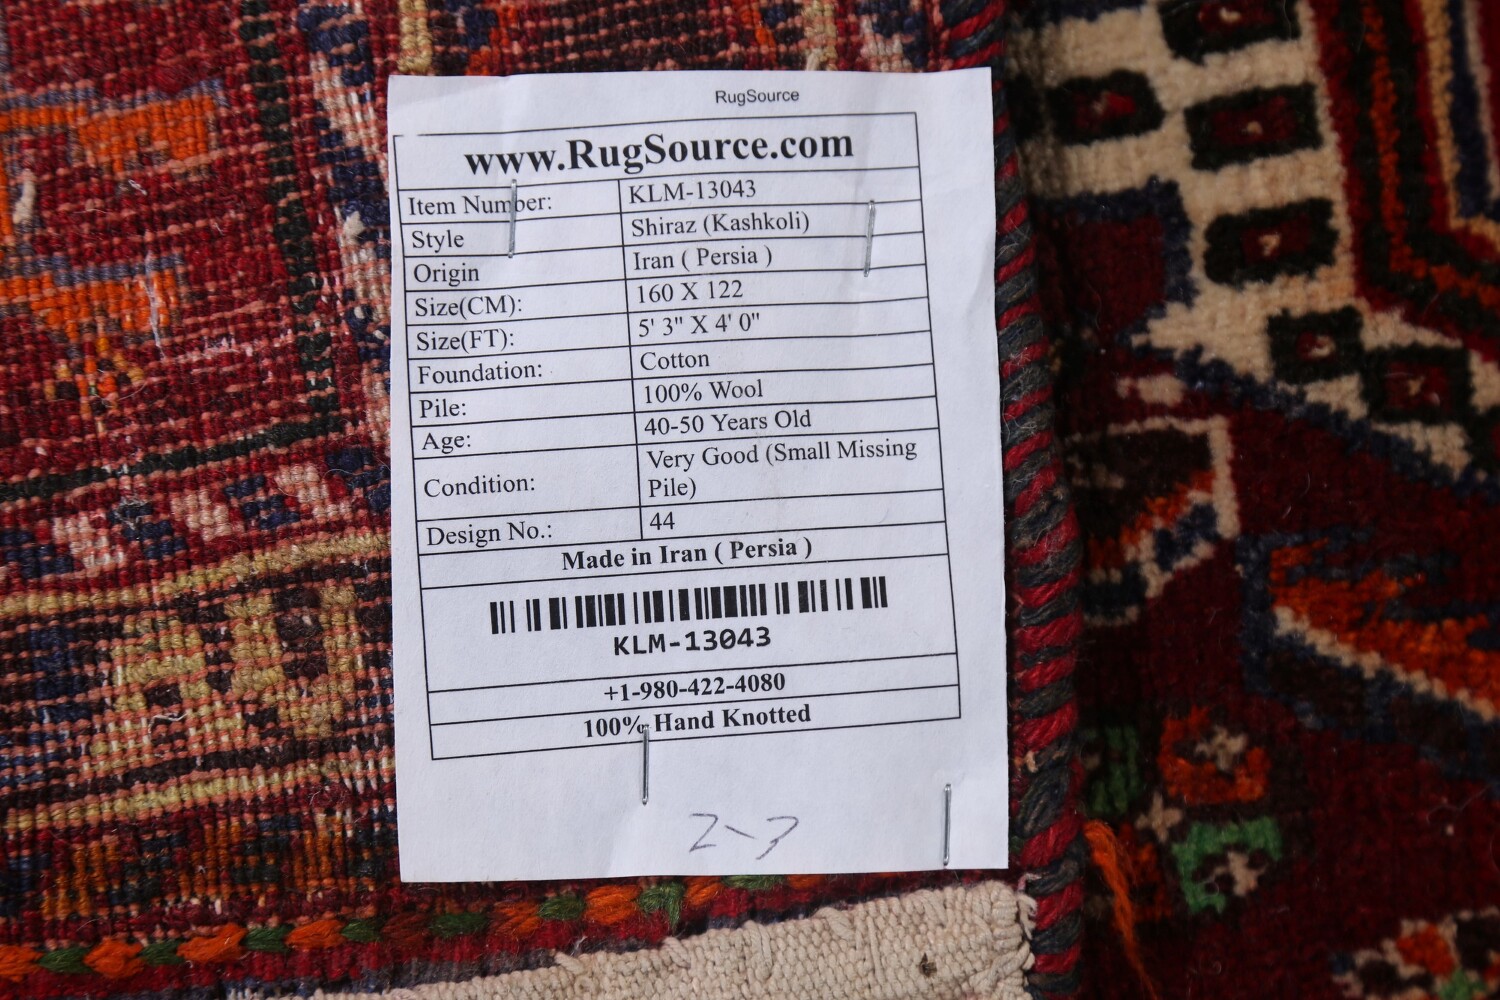 RugSource
www.RugSource.com
Item Number: KLM-13043
Style Shiraz (Kashkoli)
Origin Iran ( Persia )
Size(CM): 160 X 122
Size(FT): 5' 3" X 4' 0"
Foundation: Cotton
Pile: 100% Wool
Age: 40-50 Years Old
Condition: Very Good (Small Missing
Pile)
Design No.: 44
Made in Iran ( Persia )
KLM-13043
+1-980-422-4080
100% Hand Knotted
2-3